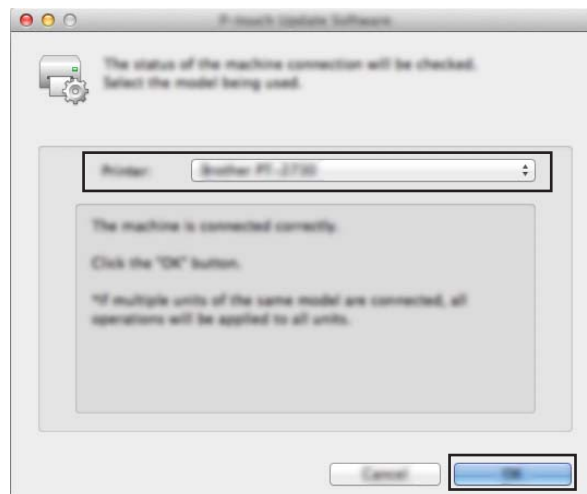 P-touch Update Software
The status of the machine connection will be checked.
Select the model being used.
Printer: Brother PT-2730
The machine is connected correctly.
Click the "OK" button.
*If multiple units of the same model are connected, all
operations will be applied to all units.
Cancel OK